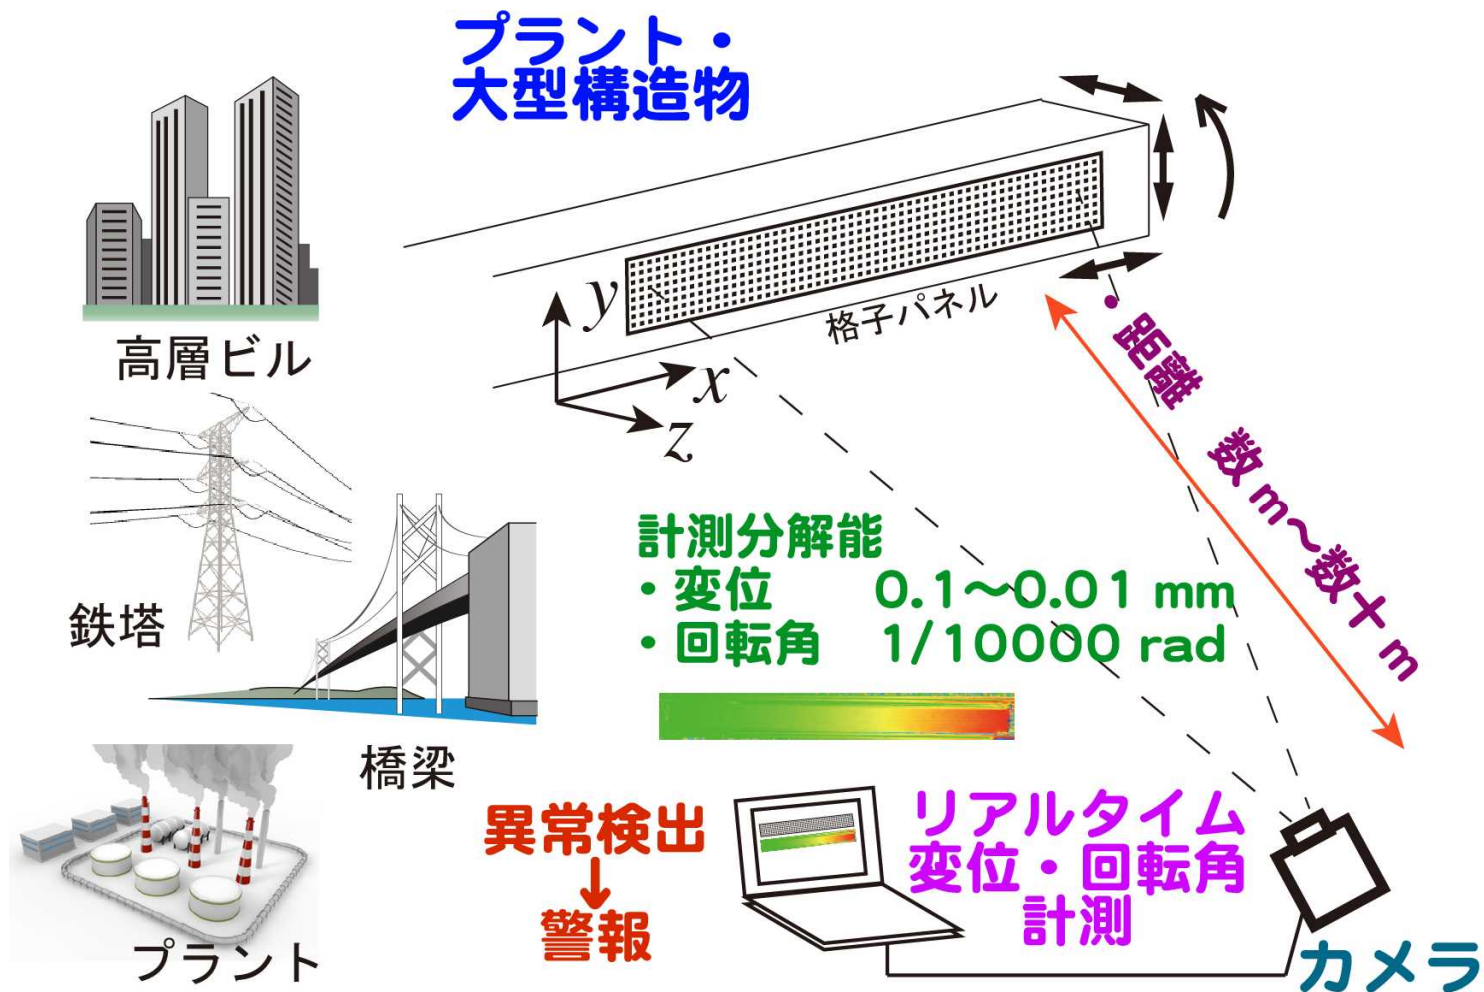 プラント・
大型構造物
高層ビル
鉄塔
橋梁
プラント
y
x
z
格子パネル
・距離 数m～数十m
計測分解能
・変位 0.1～0.01 mm
・回転角 1/10000 rad
異常検出
↓
警報
リアルタイム
変位・回転角
計測
カメラ